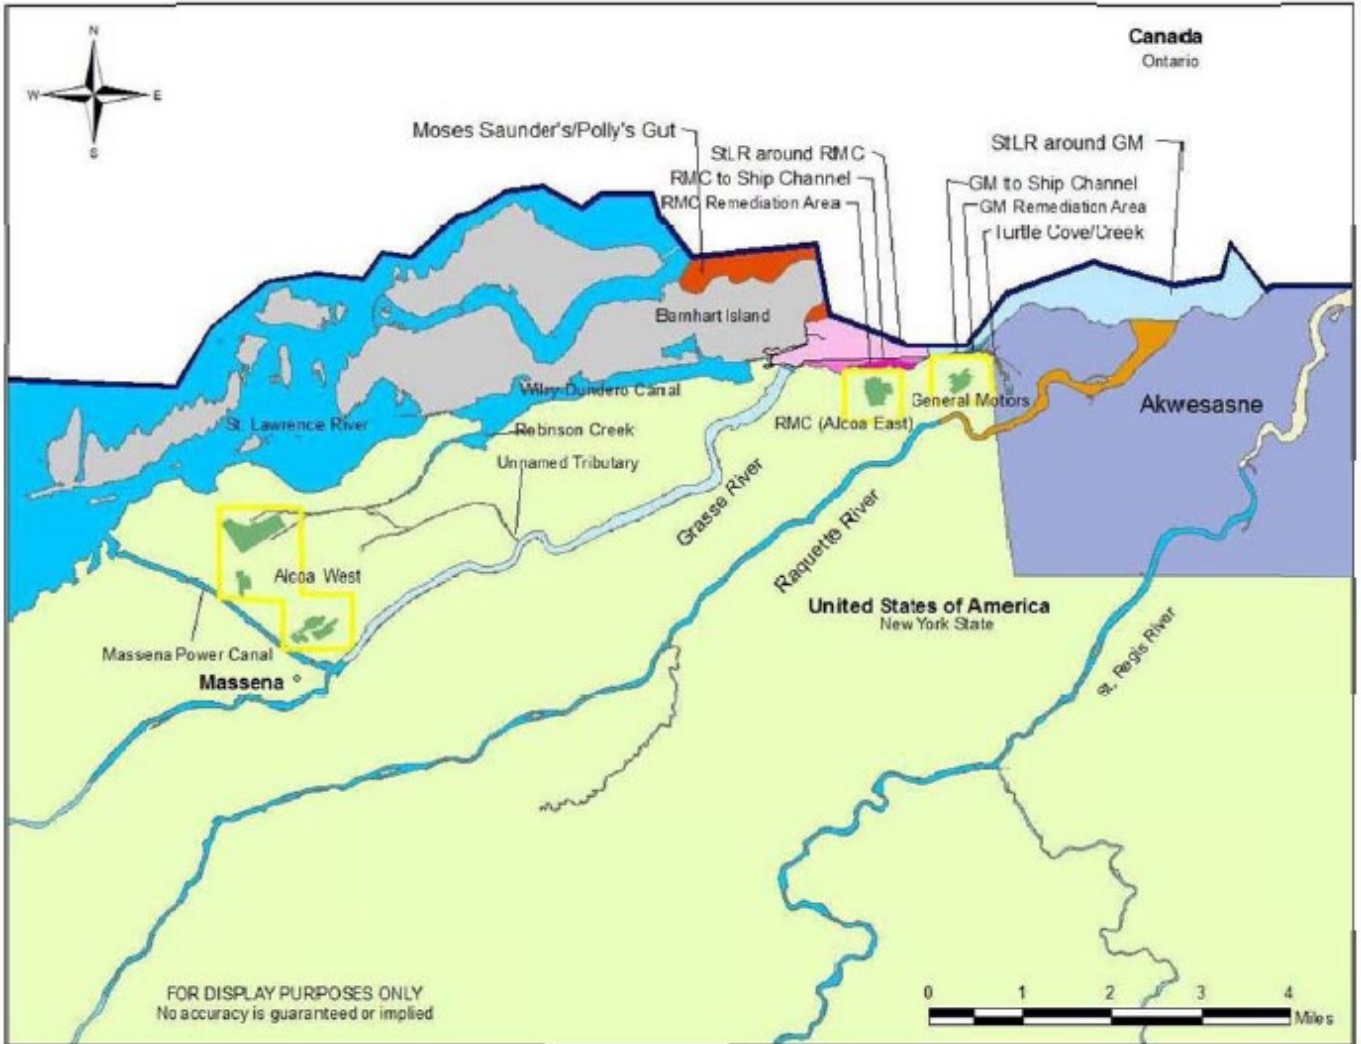 N
W E
S
Canada
Ontario
Moses Saunder's/Polly's Gut
StLR around RMC
StLR around GM
RMC to Ship Channel
GM to Ship Channel
RMC Remediation Area
GM Remediation Area
Turtle Cove/Creek
Barnhart Island
Wiley-Dundero Canal
General Motors
Akwesasne
St. Lawrence River
Robinson Creek
RMC (Alcoa East)
Unnamed Tributary
Grasse River
Raquette River
Alcoa West
United States of America
New York State
Massena Power Canal
St. Regis River
Massena
FOR DISPLAY PURPOSES ONLY
No accuracy is guaranteed or implied
0 1 2 3 4
Miles